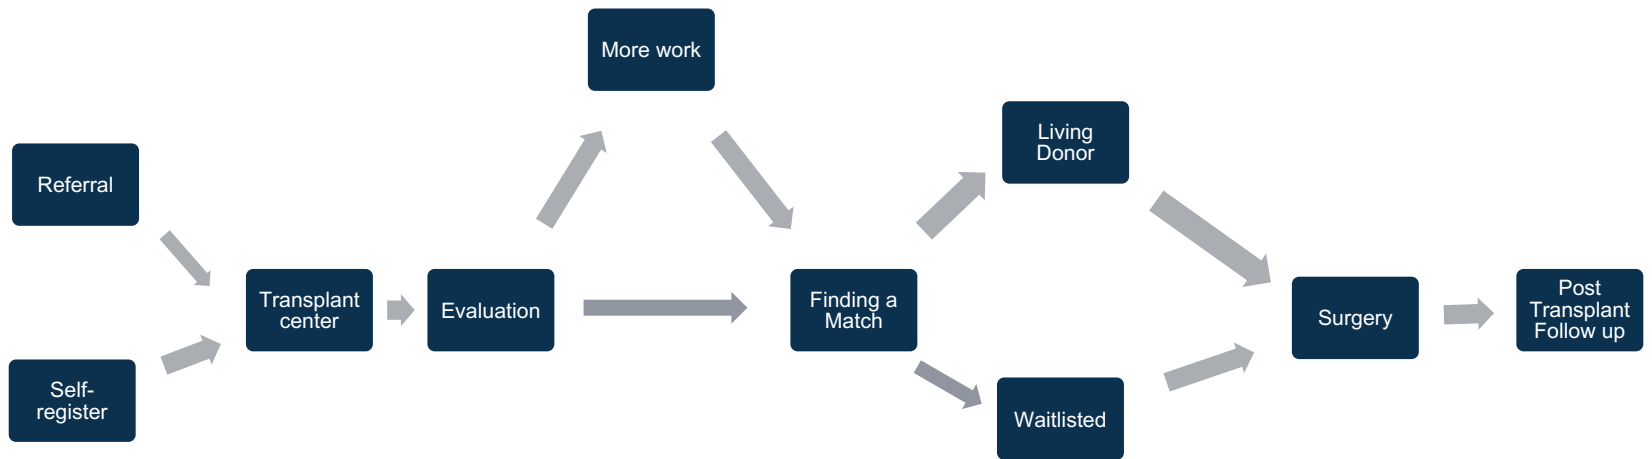 More work
Referral
Self-
register
Transplant
center
Evaluation
Finding a
Match
Living
Donor
Waitlisted
Surgery
Post
Transplant
Follow up